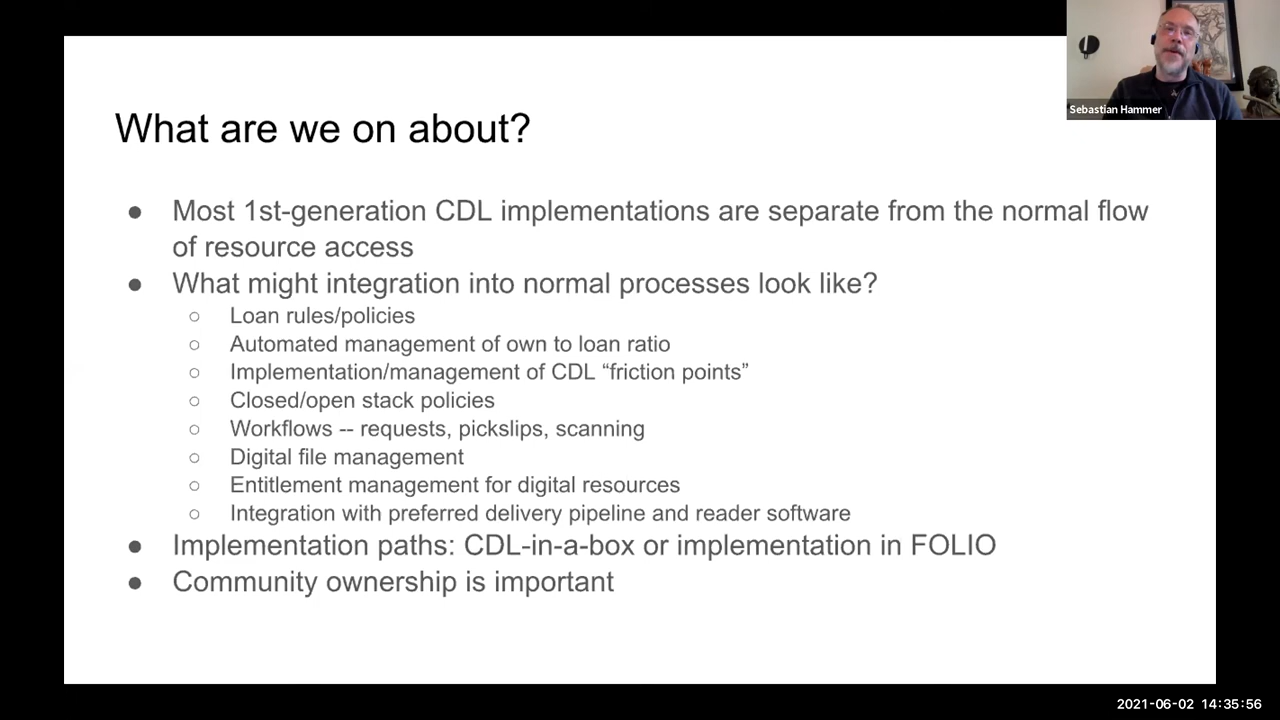 Sebastian Hammer
What are we on about?
● Most 1st-generation CDL implementations are separate from the normal flow
of resource access
● What might integration into normal processes look like?
○ Loan rules/policies
○ Automated management of own to loan ratio
○ Implementation/management of CDL “friction points”
○ Closed/open stack policies
○ Workflows -- requests, pickslips, scanning
○ Digital file management
○ Entitlement management for digital resources
○ Integration with preferred delivery pipeline and reader software
● Implementation paths: CDL-in-a-box or implementation in FOLIO
● Community ownership is important
2021-06-02 14:35:56